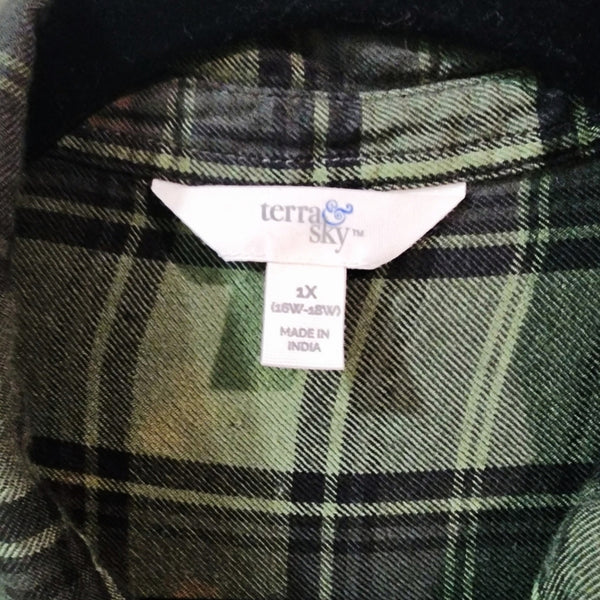 terra &
sky™
1X
(16W-18W)
MADE IN
INDIA